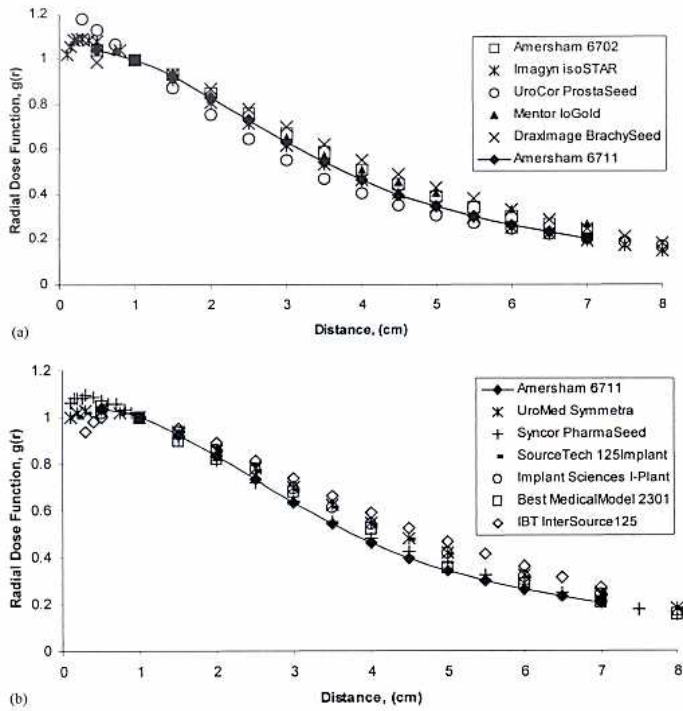 1.2
1
0.8
0.6
0.4
0.2
0
Radial Dose Function, g(r)
Amersham 6702
Imagyn isoSTAR
UroCor ProstaSeed
Mentor IoGold
DraxImage BrachySeed
Amersham 6711
0 1 2 3 4 5 6 7 8
Distance, (cm)
(a)
1.2
1
0.8
0.6
0.4
0.2
0
Radial Dose Function, g(r)
Amersham 6711
UroMed Symmetra
Syncor PharmaSeed
SourceTech 125Implant
Implant Sciences I-Plant
Best MedicalModel 2301
IBT InterSource125
0 1 2 3 4 5 6 7 8
Distance, (cm)
(b)